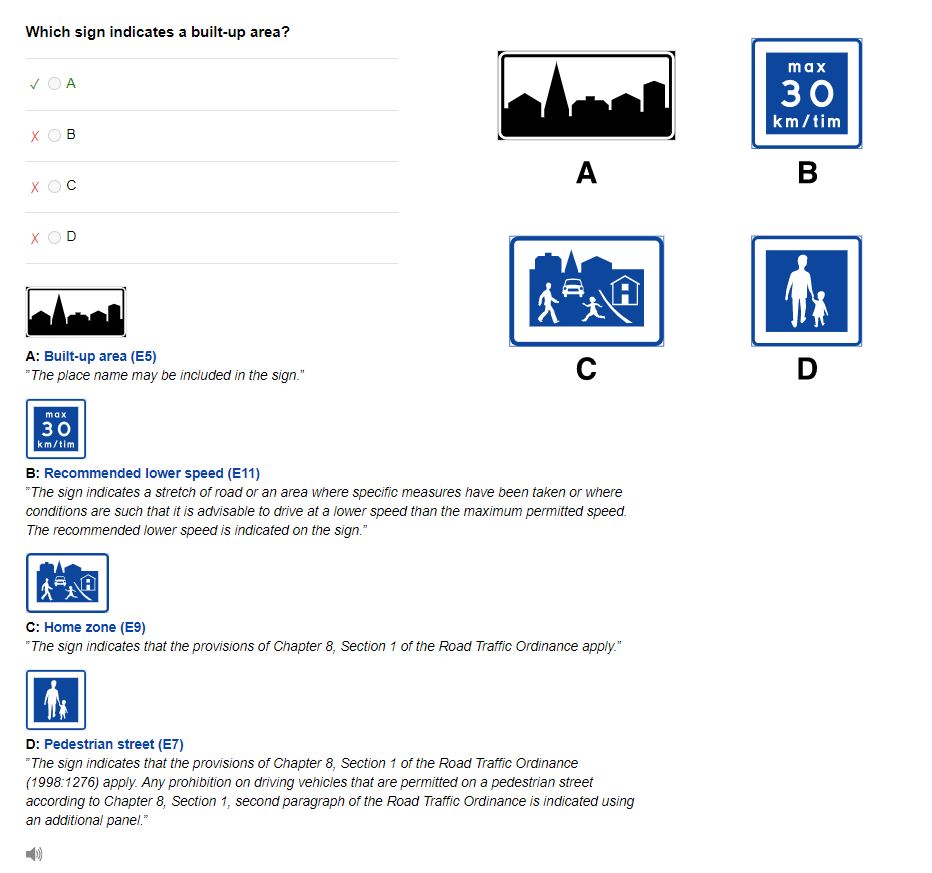 Which sign indicates a built-up area?
✓ A
✗ B
✗ C
✗ D
max
30
km/tim
A
B
C
D
A: Built-up area (E5)
"The place name may be included in the sign."
max
30
km/tim
B: Recommended lower speed (E11)
"The sign indicates a stretch of road or an area where specific measures have been taken or where
conditions are such that it is advisable to drive at a lower speed than the maximum permitted speed.
The recommended lower speed is indicated on the sign."
C: Home zone (E9)
"The sign indicates that the provisions of Chapter 8, Section 1 of the Road Traffic Ordinance apply."
D: Pedestrian street (E7)
"The sign indicates that the provisions of Chapter 8, Section 1 of the Road Traffic Ordinance
(1998:1276) apply. Any prohibition on driving vehicles that are permitted on a pedestrian street
according to Chapter 8, Section 1, second paragraph of the Road Traffic Ordinance is indicated using
an additional panel."